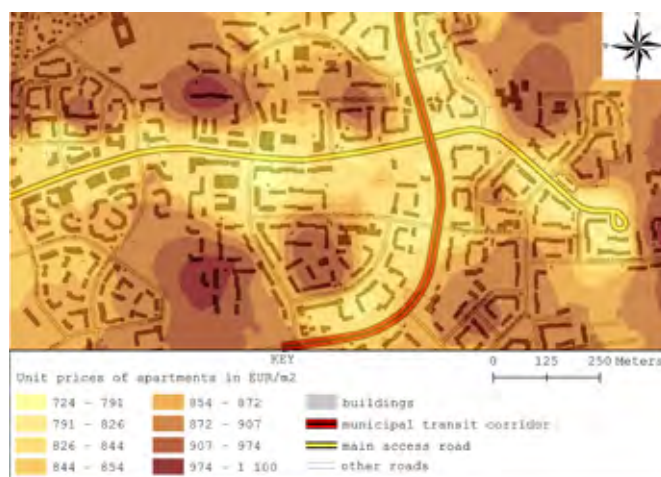 KEY
0 125 250 Meters
Unit prices of apartments in EUR/m2
724 - 791
791 - 826
826 - 844
844 - 854
854 - 872
872 - 907
907 - 974
974 - 1 100
buildings
municipal transit corridor
main access road
other roads